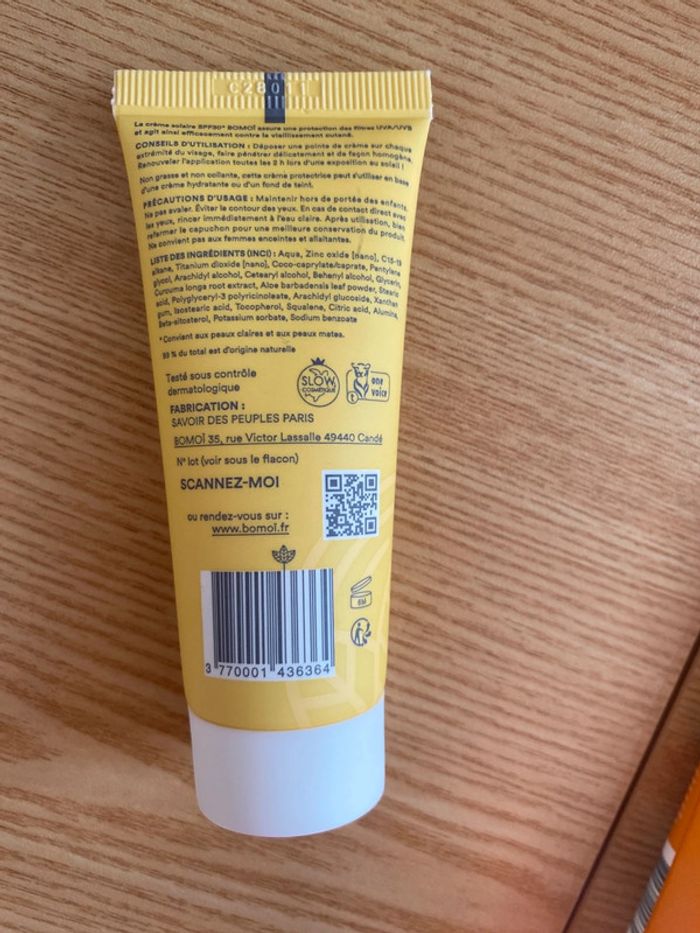 C28011
La crème solaire SPF30* BOMOÏ assure une protection des filtres UVA/UVB
et agit ainsi efficacement contre le vieillissement cutané.
CONSEILS D'UTILISATION : Déposer une pointe de crème sur chaque
extrémité du visage, faire pénétrer délicatement et de façon homogène.
Renouveler l'application toutes les 2 h lors d'une exposition au soleil !
Non grasse et non collante, cette crème protectrice peut s'utiliser en base
d'une crème hydratante ou d'un fond de teint.
PRÉCAUTIONS D'USAGE : Maintenir hors de portée des enfants.
Ne pas avaler. Éviter le contour des yeux. En cas de contact direct avec
les yeux, rincer immédiatement à l'eau claire. Après utilisation, bien
refermer le capuchon pour une meilleure conservation du produit.
Ne convient pas aux femmes enceintes et allaitantes.
LISTE DES INGRÉDIENTS (INCI) : Aqua, Zinc oxide [nano], C15-19
alkane, Titanium dioxide [nano], Coco-caprylate/caprate, Pentylene
glycol, Arachidyl alcohol, Cetearyl alcohol, Behenyl alcohol, Glycerin,
Curcuma longa root extract, Aloe barbadensis leaf powder, Stearic
acid, Polyglyceryl-3 polyricinoleate, Arachidyl glucoside, Xanthan
gum, Isostearic acid, Tocopherol, Squalene, Citric acid, Alumina,
Beta-sitosterol, Potassium sorbate, Sodium benzoate
*Convient aux peaux claires et aux peaux mates.
99 % du total est d'origine naturelle
Testé sous contrôle
dermatologique
SLOW
COSMÉTIQUE
one
voice
FABRICATION :
SAVOIR DES PEUPLES PARIS
BOMOÏ 35, rue Victor Lassalle 49440 Candé
N° lot (voir sous le flacon)
SCANNEZ-MOI
ou rendez-vous sur :
www.bomoi.fr
6M
3 770001 436364